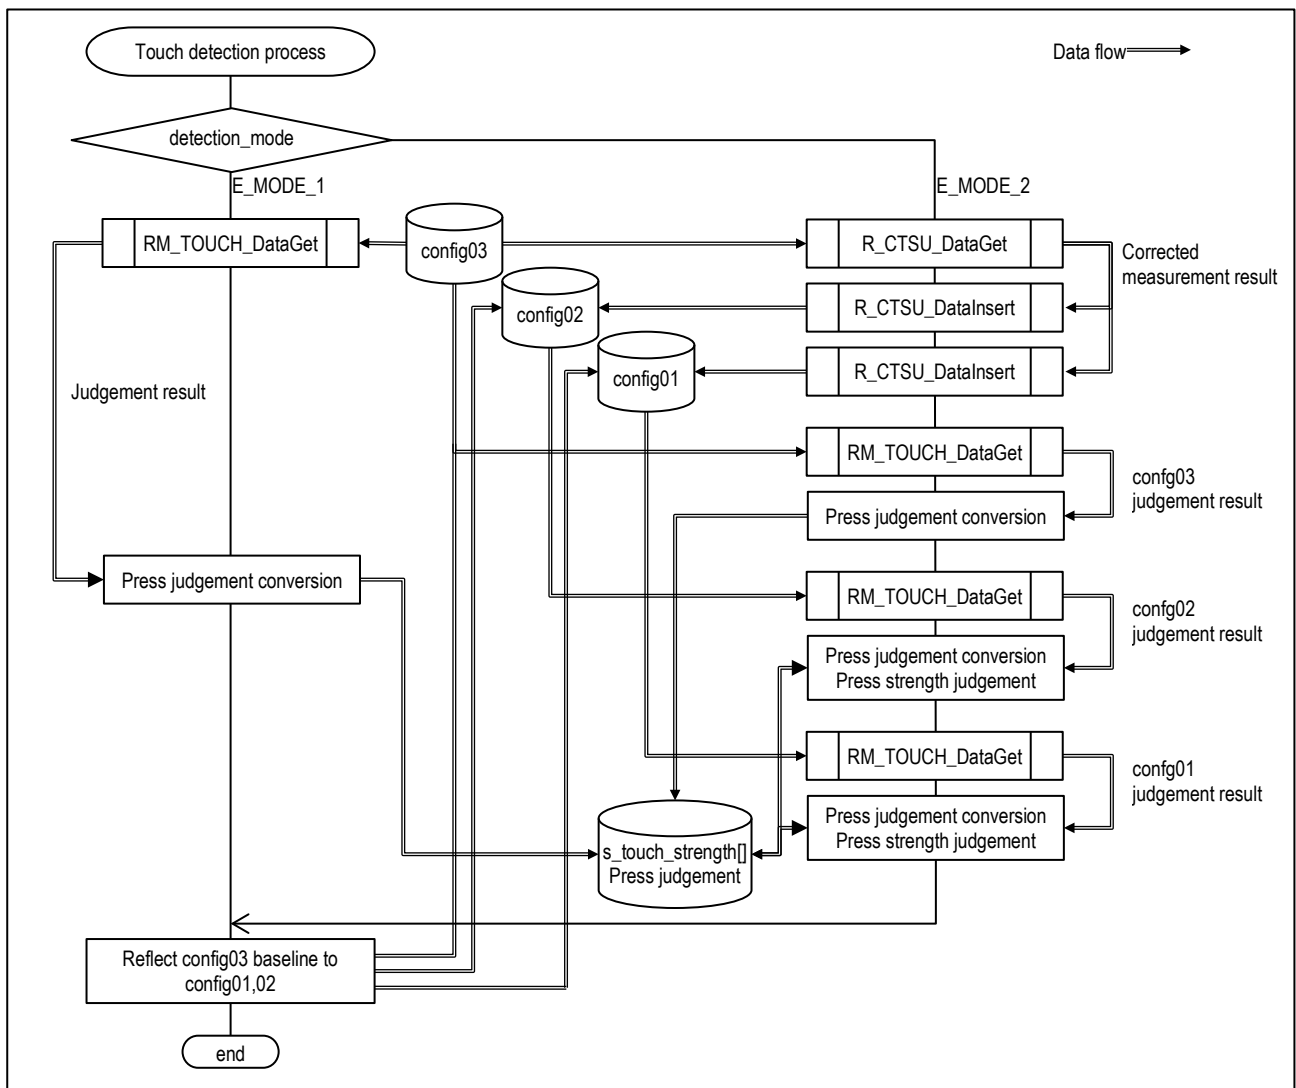 Touch detection process
Data flow
detection_mode
E_MODE_1
E_MODE_2
RM_TOUCH_DataGet
config03
R_CTSU_DataGet
Corrected
measurement result
config02
R_CTSU_DataInsert
config01
R_CTSU_DataInsert
Judgement result
RM_TOUCH_DataGet
confg03
judgement result
Press judgement conversion
Press judgement conversion
RM_TOUCH_DataGet
confg02
judgement result
Press judgement conversion
Press strength judgement
RM_TOUCH_DataGet
confg01
judgement result
Press judgement conversion
Press strength judgement
s_touch_strength[]
Press judgement
Reflect config03 baseline to
config01,02
end